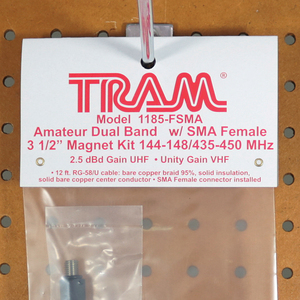 TRAM®
Model 1185-FSMA
Amateur Dual Band w/ SMA Female
3 1/2” Magnet Kit 144-148/435-450 MHz
2.5 dBd Gain UHF • Unity Gain VHF
• 12 ft. RG-58/U cable: bare copper braid 95%, solid insulation,
solid bare copper center conductor • SMA Female connector installed